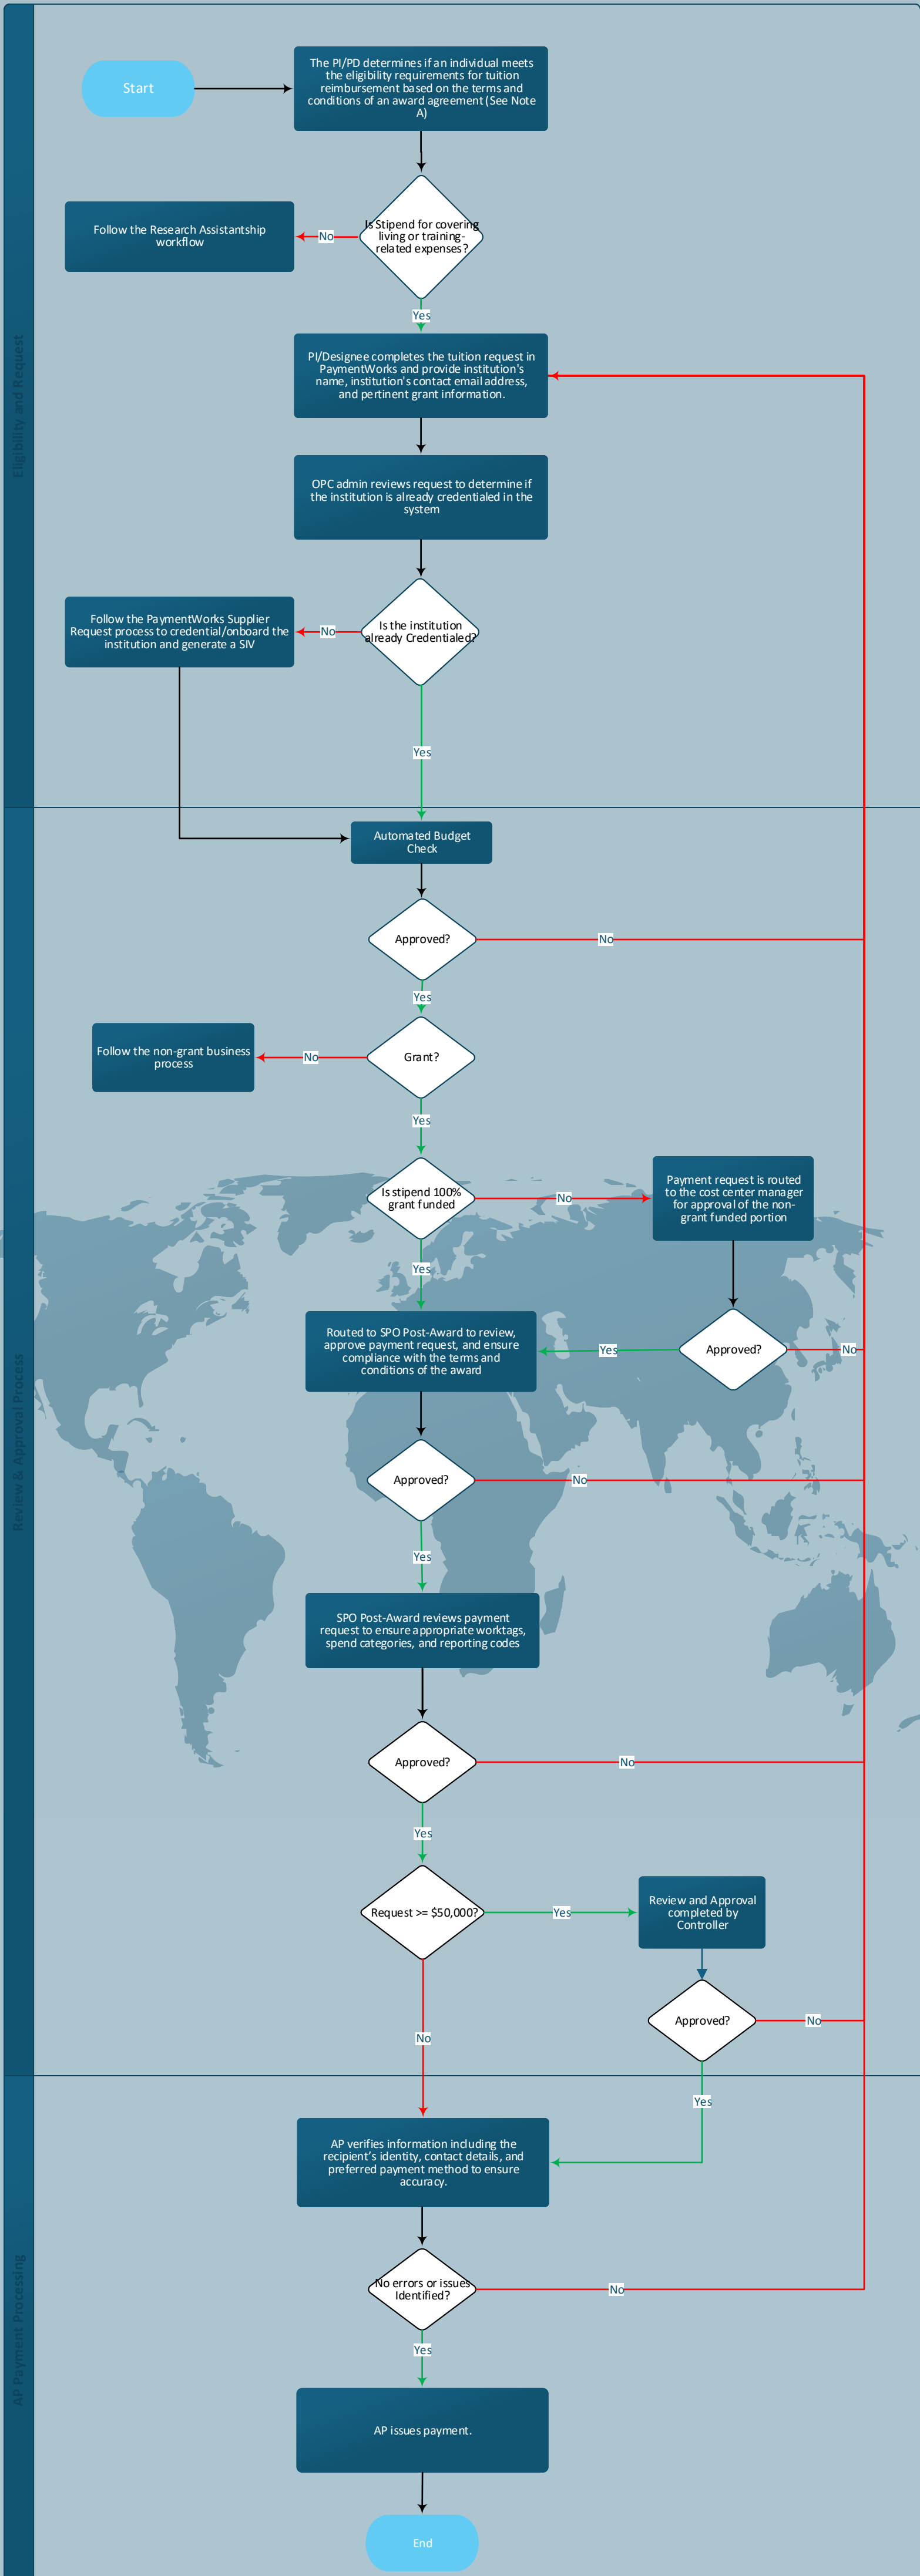 Eligibility and Request
Start
The PI/PD determines if an individual meets
the eligibility requirements for tuition
reimbursement based on the terms and
conditions of an award agreement (See Note
A)
Is Stipend for covering
living or training-
related expenses?
No
Follow the Research Assistantship
workflow
Yes
PI/Designee completes the tuition request in
PaymentWorks and provide institution's
name, institution's contact email address,
and pertinent grant information.
OPC admin reviews request to determine if
the institution is already credentialed in the
system
Is the institution
already Credentialed?
No
Follow the PaymentWorks Supplier
Request process to credential/onboard the
institution and generate a SIV
Yes
Review & Approval Process
Automated Budget
Check
Approved?
No
Yes
Grant?
No
Follow the non-grant business
process
Yes
Is stipend 100%
grant funded
No
Payment request is routed
to the cost center manager
for approval of the non-
grant funded portion
Yes
Approved?
No
Yes
Routed to SPO Post-Award to review,
approve payment request, and ensure
compliance with the terms and
conditions of the award
Approved?
No
Yes
SPO Post-Award reviews payment
request to ensure appropriate worktags,
spend categories, and reporting codes
Approved?
No
Yes
Request >= $50,000?
Yes
Review and Approval
completed by
Controller
Approved?
No
No
Yes
AP Payment Processing
AP verifies information including the
recipient's identity, contact details, and
preferred payment method to ensure
accuracy.
No errors or issues
Identified?
No
Yes
AP issues payment.
End